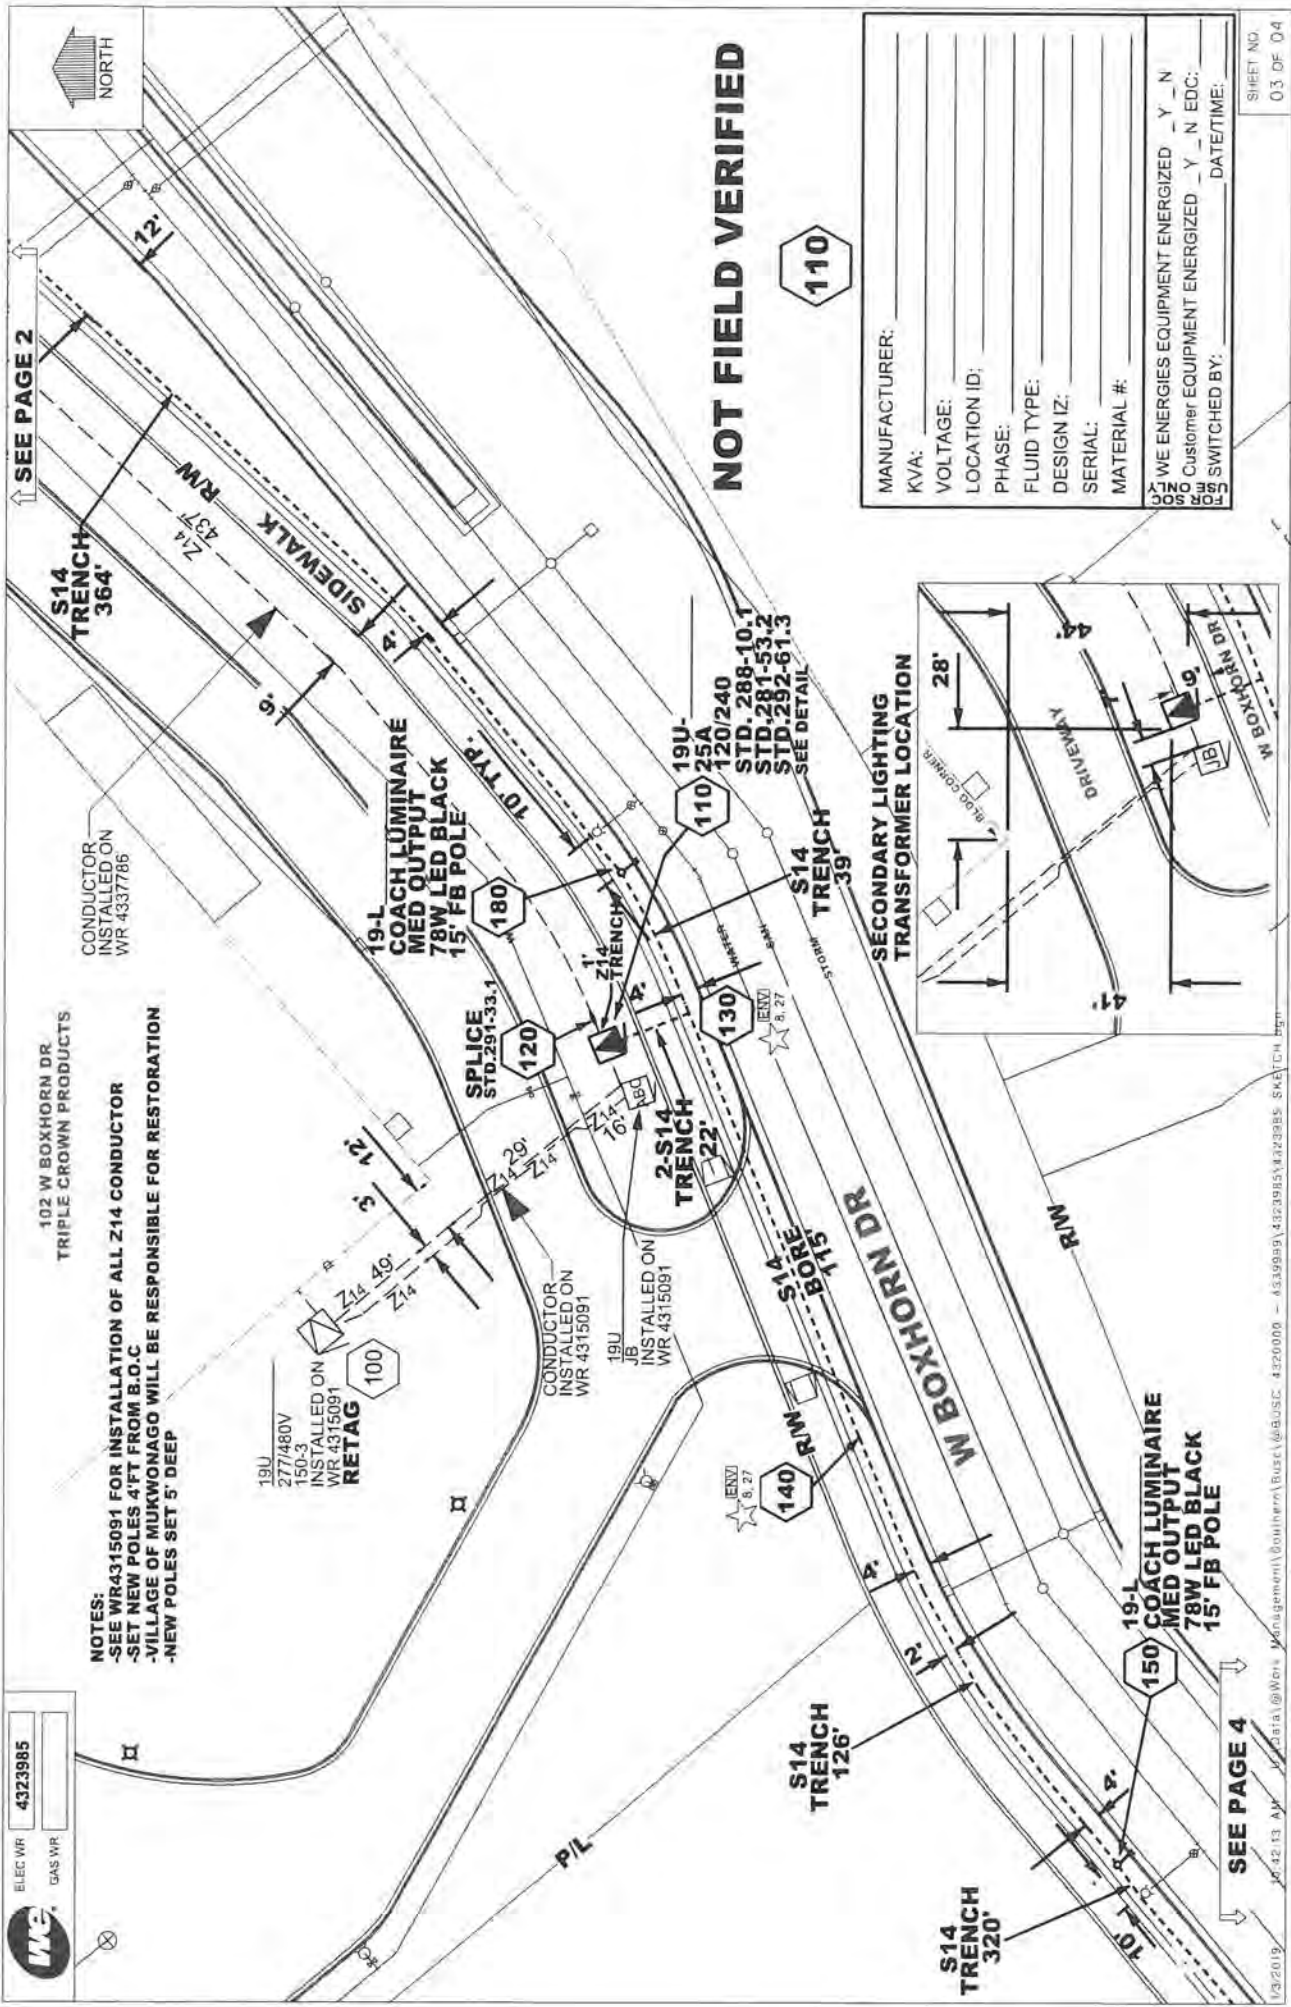 ELEC WR 4323985
GAS WR
we
102 W BOXHORN DR
TRIPLE CROWN PRODUCTS
NOTES:
-SEE WR4315091 FOR INSTALLATION OF ALL Z14 CONDUCTOR
-SET NEW POLES 4'FT FROM B.O.C
-VILLAGE OF MUKWONAGO WILL BE RESPONSIBLE FOR RESTORATION
-NEW POLES SET 5' DEEP
SEE PAGE 2
NORTH
12'
S14
TRENCH
364'
Z14
437'
R/W
SIDEWALK
CONDUCTOR
INSTALLED ON
WR 4337786
9'
4'
19-L
COACH LUMINAIRE
MED OUTPUT
78W LED BLACK
15' FB POLE
180
10' TYP.
19U
277/480V
150-3
INSTALLED ON
WR 4315091
RETAG
100
Z14 49'
Z14
3'
12'
Z14 29'
Z14
Z14
16'
SPLICE
STD.291-33.1
120
1'
Z14
TRENCH
4'
ABC
CONDUCTOR
INSTALLED ON
WR 4315091
19U
JB
INSTALLED ON
WR 4315091
2-S14
TRENCH
22'
130
ENV
8, 27
110
19U-
25A
120/240
STD. 288-10.1
STD.281-53.2
STD.292-61.3
SEE DETAIL
S14
TRENCH
39'
WATER
SAN
STORM
NOT FIELD VERIFIED
110
S14
BORE
115'
W BOXHORN DR
R/W
R/W
ENV
8, 27
140
4'
2'
P/L
S14
TRENCH
126'
150
19-L
COACH LUMINAIRE
MED OUTPUT
78W LED BLACK
15' FB POLE
4'
10'
S14
TRENCH
320'
SEE PAGE 4
SECONDARY LIGHTING
TRANSFORMER LOCATION
28'
BLDG CORNER
DRIVEWAY
44'
41'
9'
JB
W BOXHORN DR
MANUFACTURER:
KVA:
VOLTAGE:
LOCATION ID:
PHASE:
FLUID TYPE:
DESIGN IZ:
SERIAL:
MATERIAL #:
FOR SOC
USE ONLY
WE ENERGIES EQUIPMENT ENERGIZED _Y _N
Customer EQUIPMENT ENERGIZED _Y _N EDC:
SWITCHED BY: DATE/TIME:
SHEET NO.
03 OF 04
1/3/2019